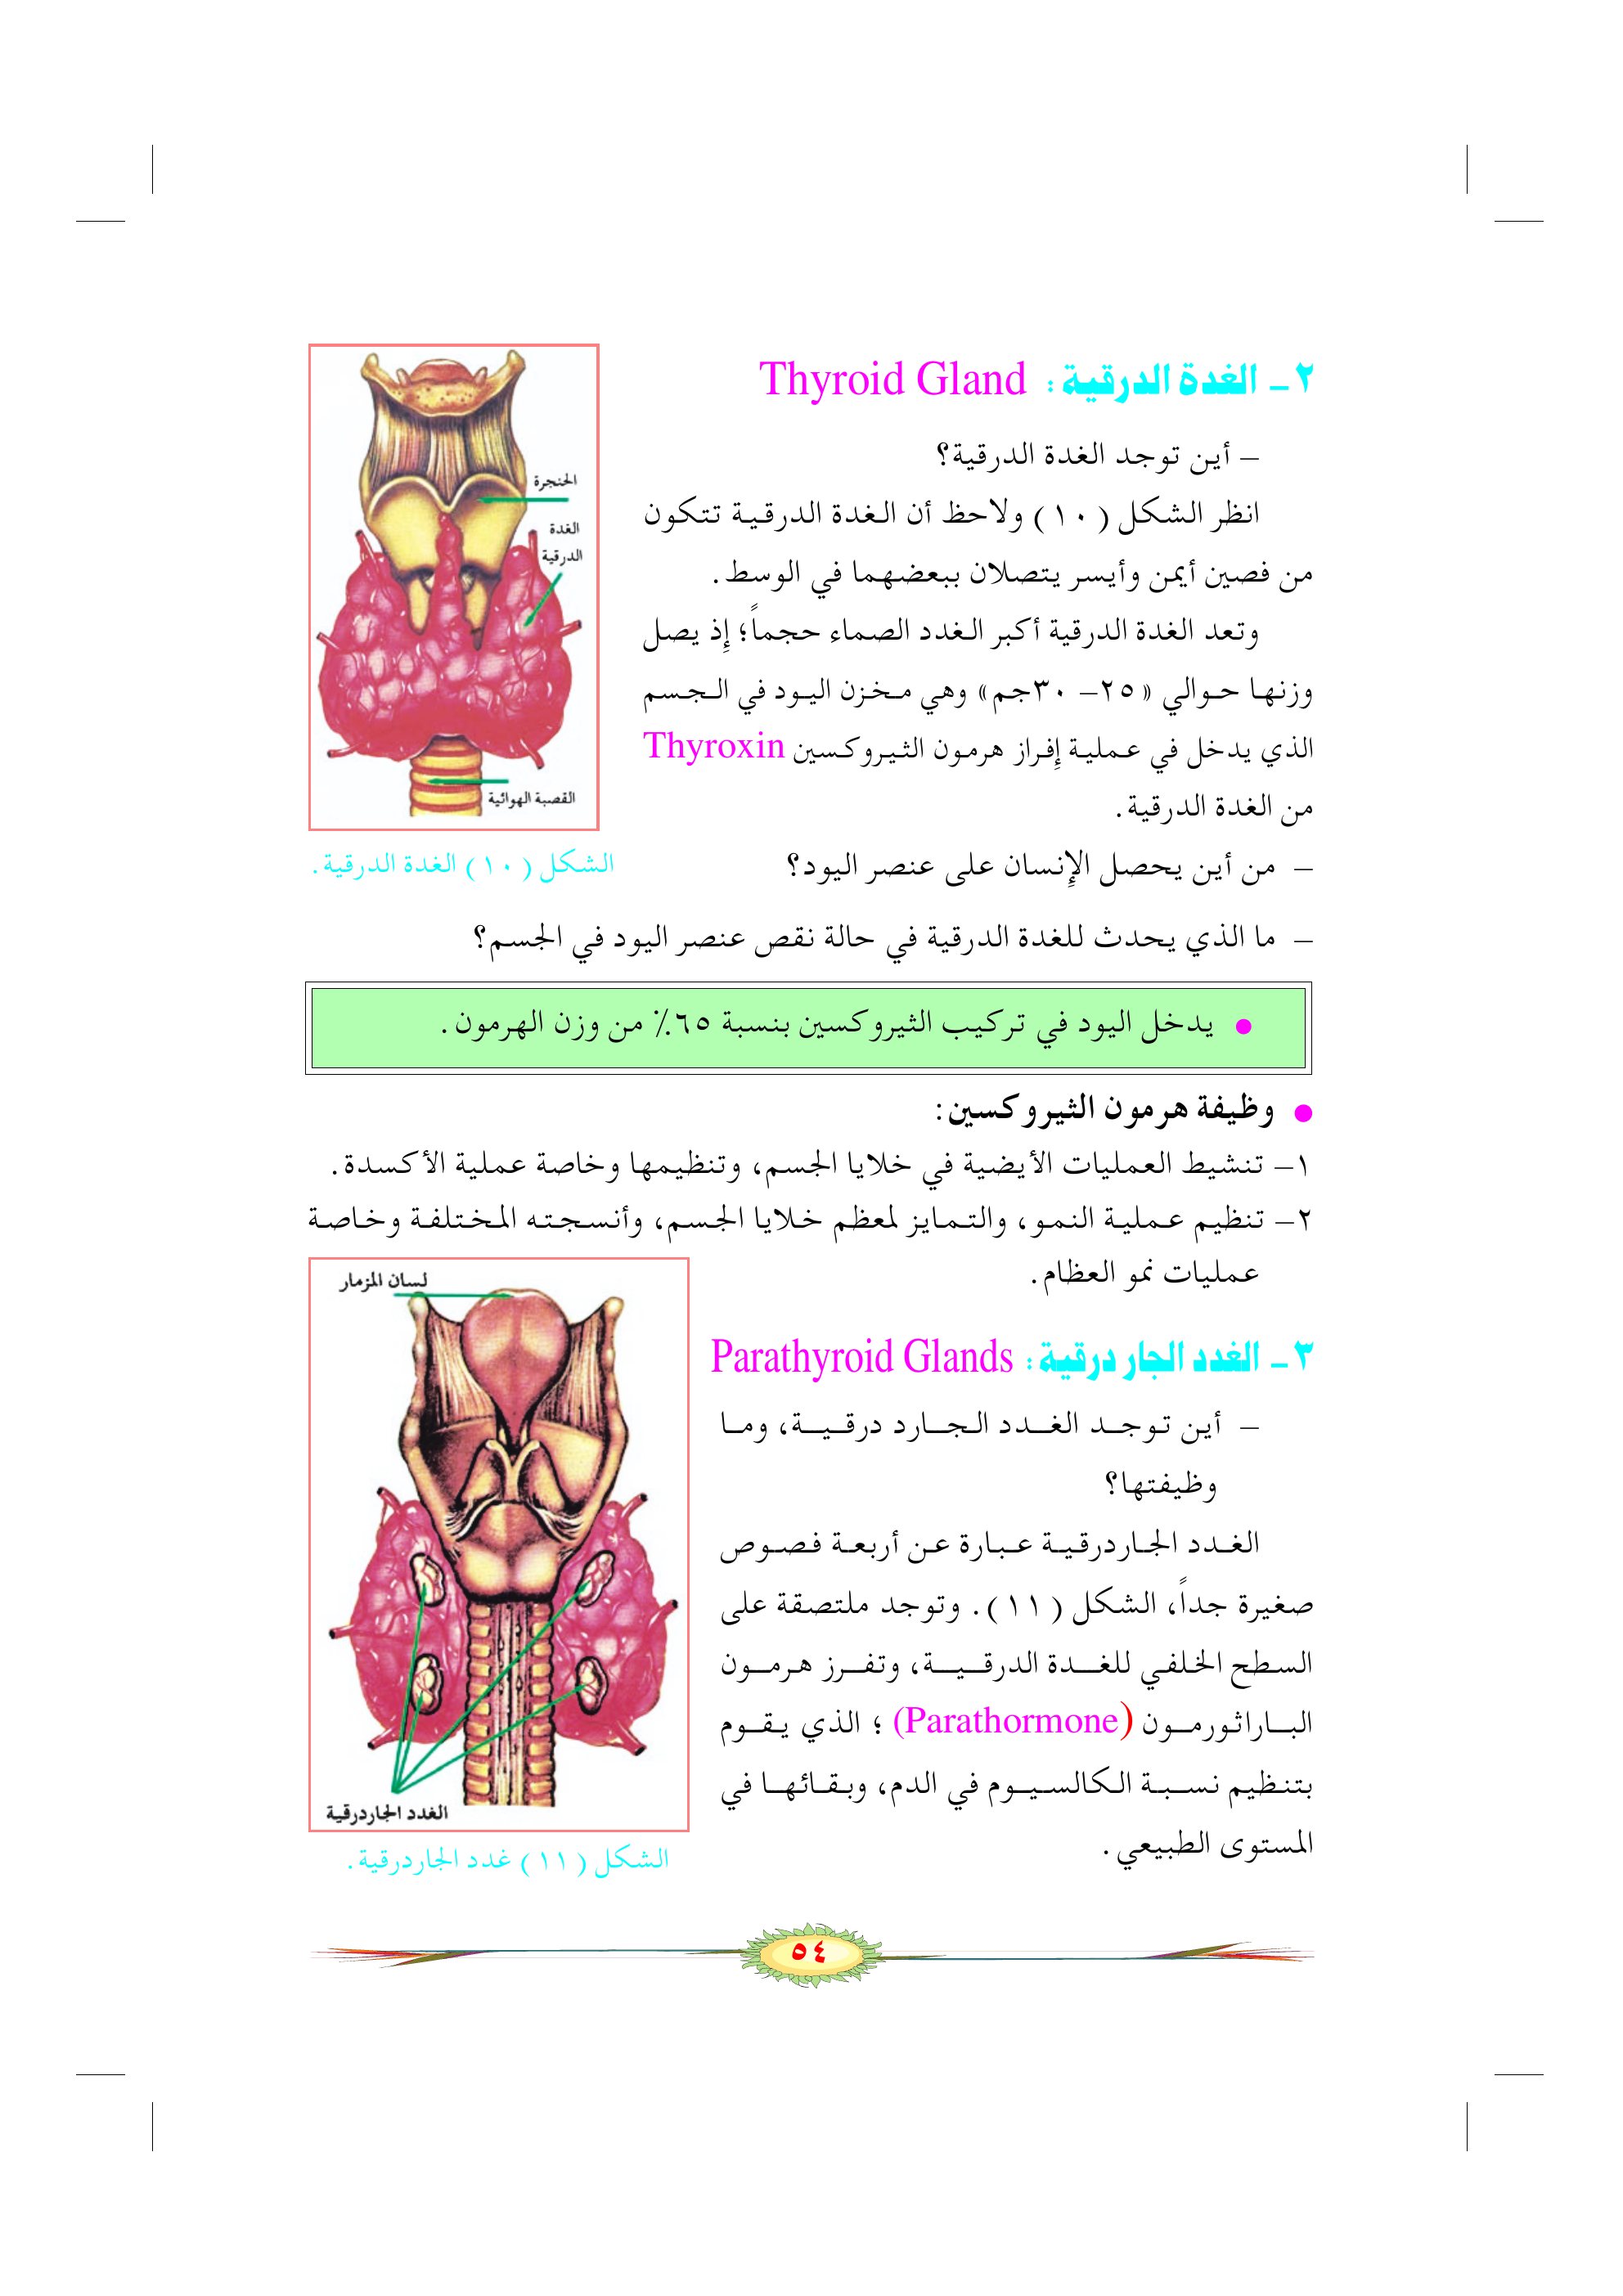 ٢ – الغدة الدرقية : Thyroid Gland
– أين توجد الغدة الدرقية؟
انظر الشكل ( ١٠ ) ولاحظ أن الغدة الدرقية تتكون
من فصين أيمن وأيسر يتصلان ببعضهما في الوسط .
وتعد الغدة الدرقية أكبر الغدد الصماء حجماً؛ إِذ يصل
وزنها حوالي « ٢٥– ٣٠جم» وهي مخزن اليود في الجسم
الذي يدخل في عملية إِفراز هرمون الثيروكسين Thyroxin
من الغدة الدرقية .
الحنجرة
الغدة
الدرقية
القصبة الهوائية
الشكل ( ١٠ ) الغدة الدرقية .
– من أين يحصل الإِنسان على عنصر اليود؟
– ما الذي يحدث للغدة الدرقية في حالة نقص عنصر اليود في الجسم؟
● يدخل اليود في تركيب الثيروكسين بنسبة ٦٥٪ من وزن الهرمون .
● وظيفة هرمون الثيروكسين:
١– تنشيط العمليات الأيضية في خلايا الجسم، وتنظيمها وخاصة عملية الأكسدة .
٢– تنظيم عملية النمو، والتمايز لمعظم خلايا الجسم، وأنسجته المختلفة وخاصة
عمليات نمو العظام .
٣ – الغدد الجار درقية : Parathyroid Glands
– أين توجد الغدد الجارد درقية، وما
وظيفتها؟
الغدد الجاردرقية عبارة عن أربعة فصوص
صغيرة جداً، الشكل ( ١١ ) . وتوجد ملتصقة على
السطح الخلفي للغدة الدرقية، وتفرز هرمون
الباراثورمون (Parathormone) ؛ الذي يقوم
بتنظيم نسبة الكالسيوم في الدم، وبقائها في
المستوى الطبيعي .
لسان المزمار
الغدد الجاردرقية
الشكل ( ١١ ) غدد الجاردرقية .
٥٤